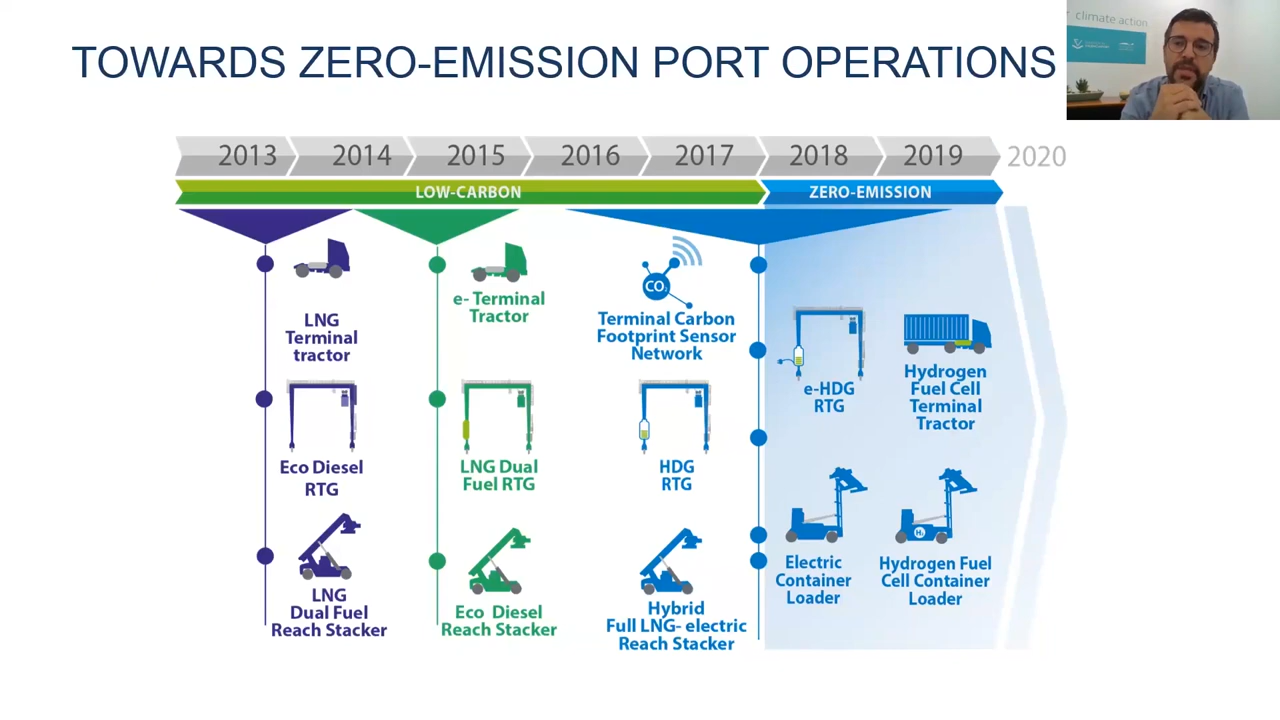 TOWARDS ZERO-EMISSION PORT OPERATIONS
climate action
2013 2014 2015 2016 2017 2018 2019 2020
LOW-CARBON
ZERO-EMISSION
LNG
Terminal
tractor
Eco Diesel
RTG
LNG
Dual Fuel
Reach Stacker
e- Terminal
Tractor
LNG Dual
Fuel RTG
Eco Diesel
Reach Stacker
CO₂
Terminal Carbon
Footprint Sensor
Network
HDG
RTG
Hybrid
Full LNG- electric
Reach Stacker
e-HDG
RTG
Hydrogen
Fuel Cell
Terminal
Tractor
Electric
Container
Loader
H₂
Hydrogen Fuel
Cell Container
Loader